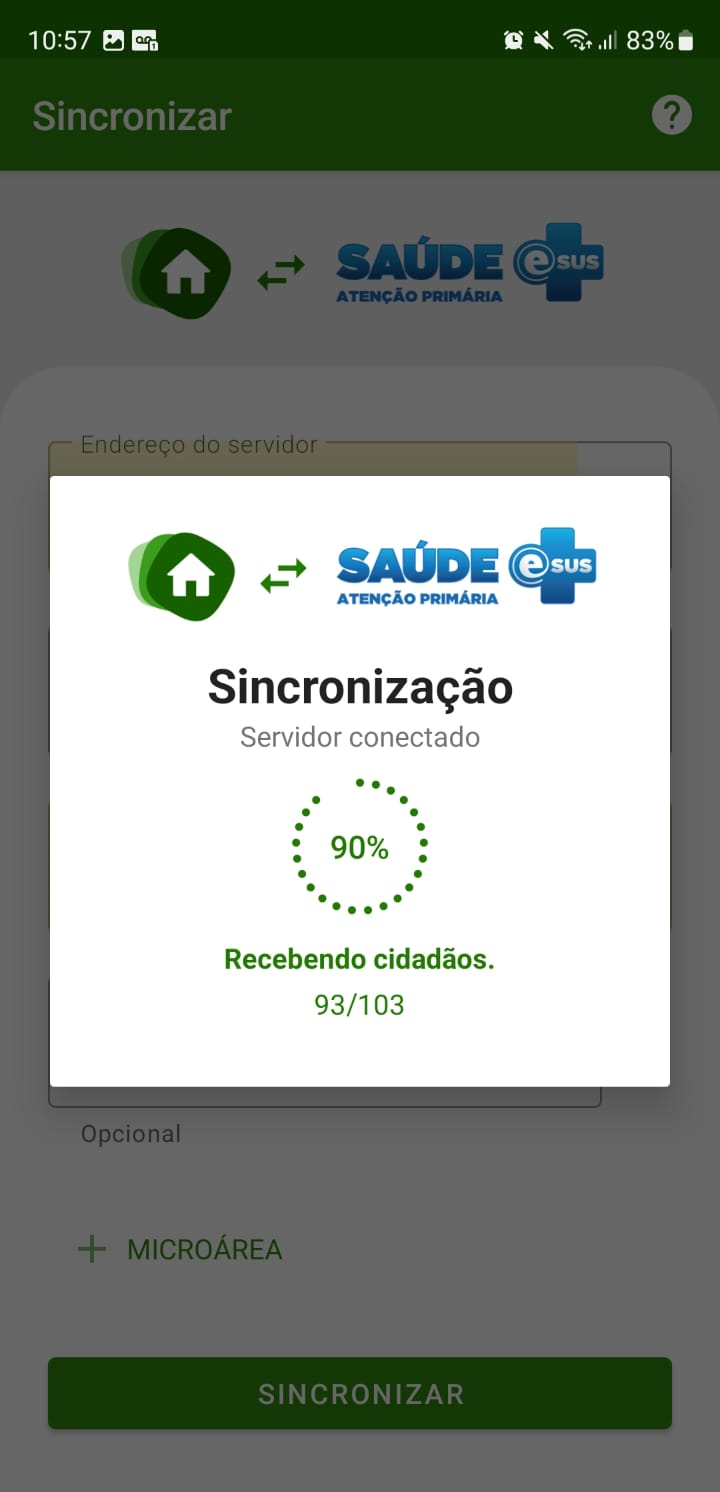 10:57
83%
Sincronizar
SAÚDE e SUS
ATENÇÃO PRIMÁRIA
Endereço do servidor
SAÚDE e SUS
ATENÇÃO PRIMÁRIA
Sincronização
Servidor conectado
90%
Recebendo cidadãos.
93/103
Opcional
MICROÁREA
SINCRONIZAR